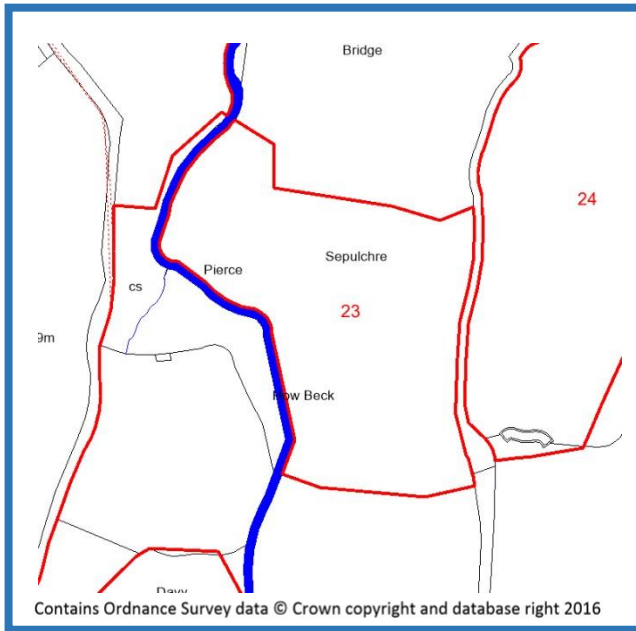 Bridge
24
Sepulchre
Pierce
cs
23
9m
How Beck
Davy
Contains Ordnance Survey data © Crown copyright and database right 2016